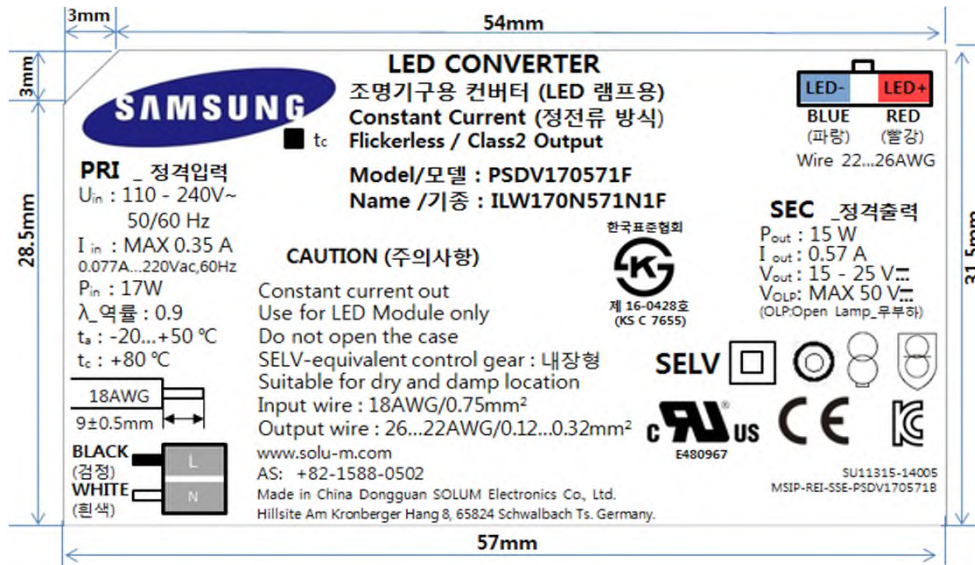 3mm
54mm
3mm
28.5mm
31.5mm
57mm
SAMSUNG
tc
LED CONVERTER
조명기구용 컨버터 (LED 램프용)
Constant Current (정전류 방식)
Flickerless / Class2 Output
Model/모델 : PSDV170571F
Name /기종 : ILW170N571N1F
LED- LED+
BLUE RED
(파랑) (빨강)
Wire 22...26AWG
PRI _ 정격입력
Uin : 110 - 240V~
50/60 Hz
I in : MAX 0.35 A
0.077A...220Vac,60Hz
Pin : 17W
λ_역률 : 0.9
ta : -20...+50 ℃
tc : +80 ℃
18AWG
9±0.5mm
BLACK
(검정)
L
WHITE
(흰색)
N
CAUTION (주의사항)
Constant current out
Use for LED Module only
Do not open the case
SELV-equivalent control gear : 내장형
Suitable for dry and damp location
Input wire : 18AWG/0.75mm²
Output wire : 26...22AWG/0.12...0.32mm²
www.solu-m.com
AS: +82-1588-0502
Made in China Dongguan SOLUM Electronics Co., Ltd.
Hillsite Am Kronberger Hang 8, 65824 Schwalbach Ts. Germany.
한국표준협회
제 16-0428호
(KS C 7655)
SEC _정격출력
Pout : 15 W
I out : 0.57 A
Vout : 15 - 25 V⎓
VOLP: MAX 50 V⎓
(OLP:Open Lamp_무부하)
SELV
c RU US
E480967
CE
SU11315-14005
MSIP-REI-SSE-PSDV170571B